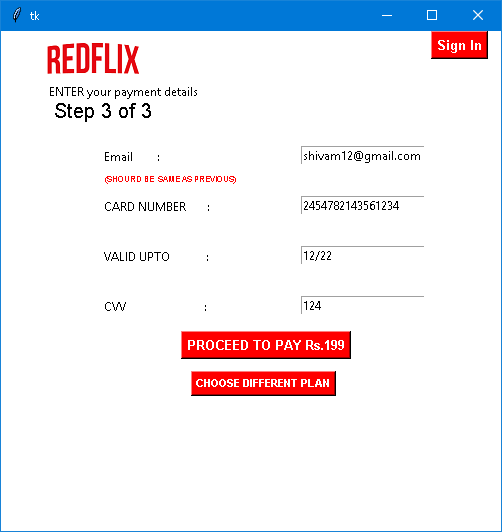 tk
Sign In
REDFLIX
ENTER your payment details
Step 3 of 3
Email : shivam12@gmail.com
(SHOURD BE SAME AS PREVIOUS)
CARD NUMBER : 2454782143561234
VALID UPTO : 12/22
CVV : 124
PROCEED TO PAY Rs.199
CHOOSE DIFFERENT PLAN